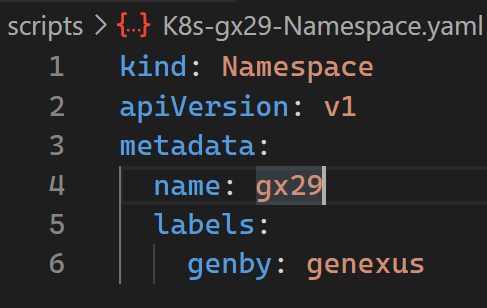 scripts > {..} K8s-gx29-Namespace.yaml
1 kind: Namespace
2 apiVersion: v1
3 metadata:
4   name: gx29
5   labels:
6     genby: genexus